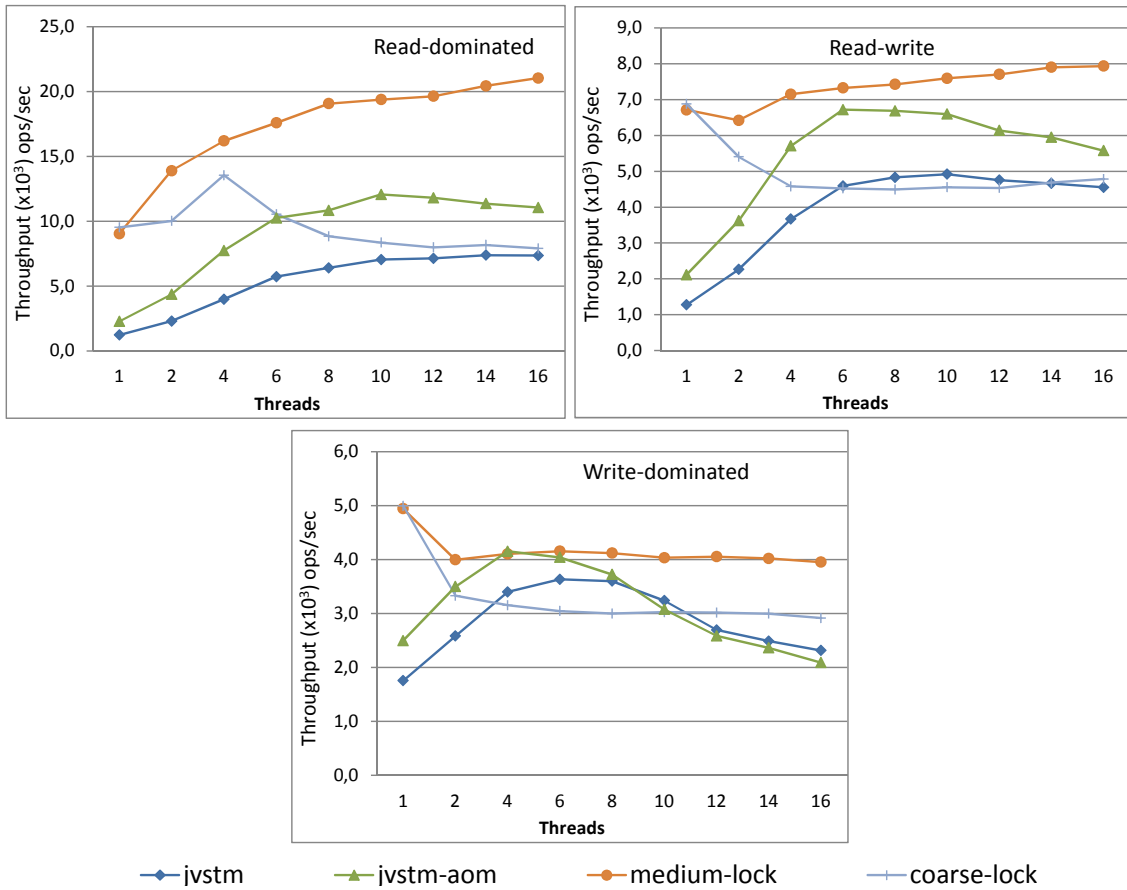 Read-dominated
Throughput (x10³) ops/sec
25,0
20,0
15,0
10,0
5,0
0,0
1 2 4 6 8 10 12 14 16
Threads
Read-write
Throughput (x10³) ops/sec
9,0
8,0
7,0
6,0
5,0
4,0
3,0
2,0
1,0
0,0
1 2 4 6 8 10 12 14 16
Threads
Write-dominated
Throughput (x10³) ops/sec
6,0
5,0
4,0
3,0
2,0
1,0
0,0
1 2 4 6 8 10 12 14 16
Threads
jvstm jvstm-aom medium-lock coarse-lock